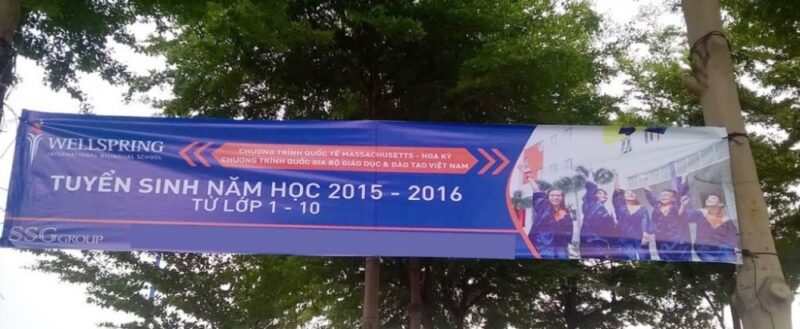 WELLSPRING
INTERNATIONAL BILINGUAL SCHOOL
CHƯƠNG TRÌNH QUỐC TẾ MASSACHUSETTS - HOA KỲ
CHƯƠNG TRÌNH QUỐC GIA BỘ GIÁO DỤC & ĐÀO TẠO VIỆT NAM
TUYỂN SINH NĂM HỌC 2015 - 2016
TỪ LỚP 1 - 10
SSG GROUP